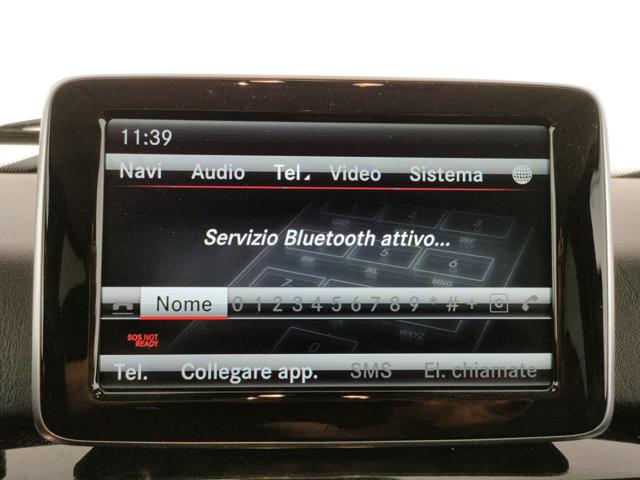 11:39
Navi Audio Tel Video Sistema
Servizio Bluetooth attivo...
Nome 0 1 2 3 4 5 6 7 8 9 * # +
SOS NOT
READY
Tel. Collegare app. SMS El. chiamate